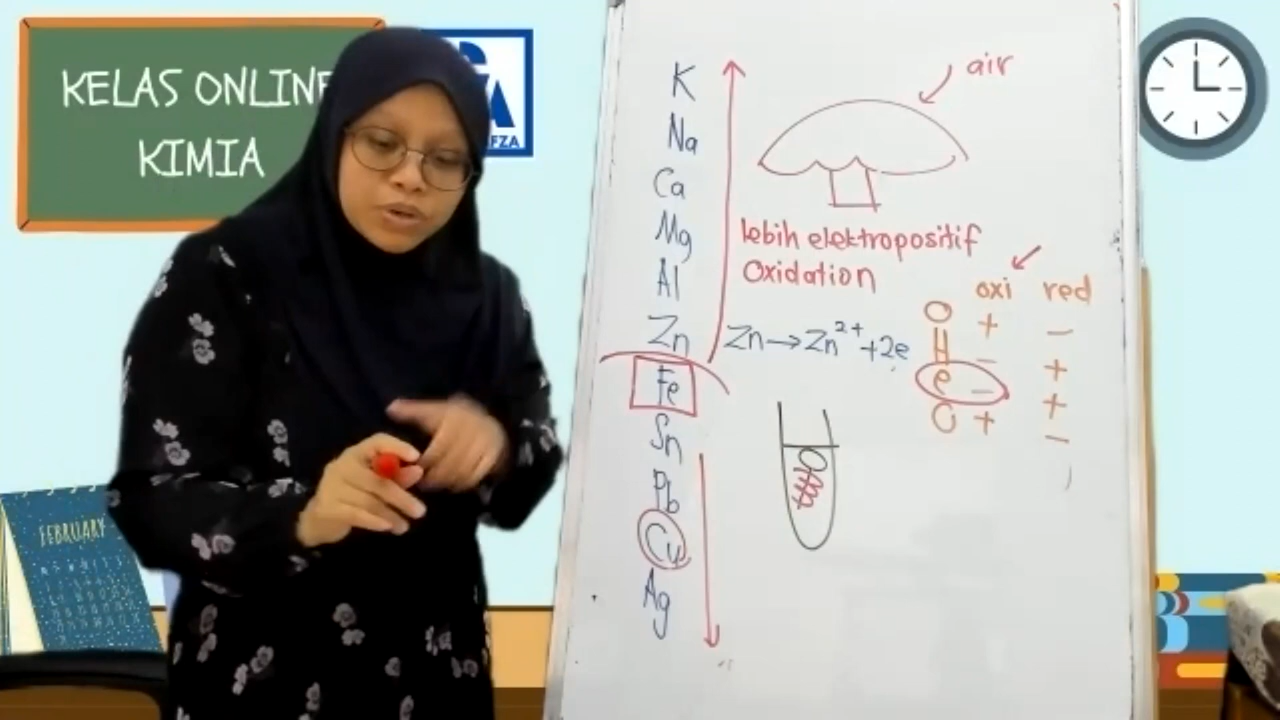 KELAS ONLINE
KIMIA
FZA
FEBRUARY
K
Na
Ca
Mg
Al
Zn
Fe
Sn
Pb
Cu
Ag
air
lebih elektropositif
Oxidation
Zn → Zn²⁺ + 2e
oxi red
O + −
H − +
e − +
O + −